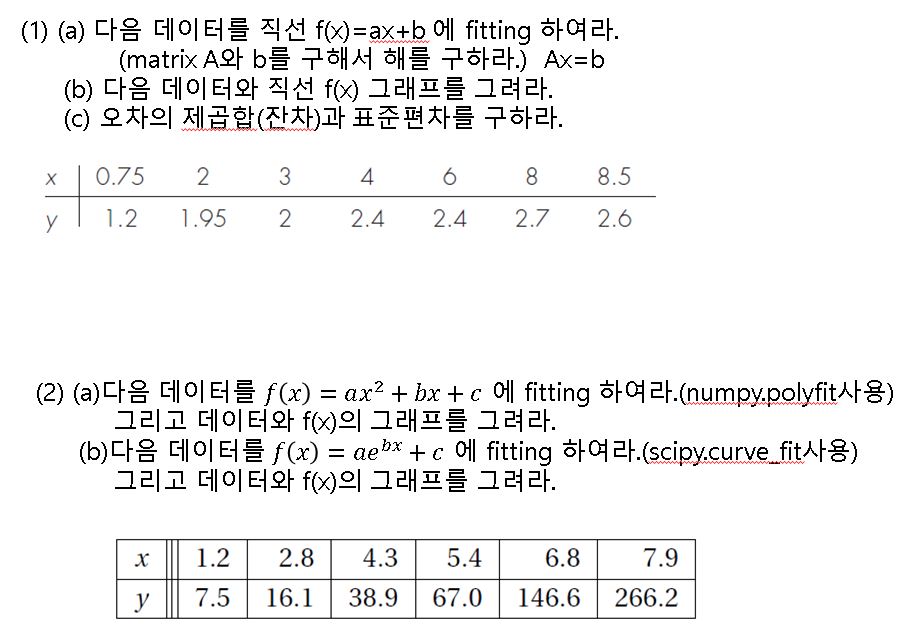 (1) (a) 다음 데이터를 직선 f(x)=ax+b 에 fitting 하여라.
(matrix A와 b를 구해서 해를 구하라.) Ax=b
(b) 다음 데이터와 직선 f(x) 그래프를 그려라.
(c) 오차의 제곱합(잔차)과 표준편차를 구하라.
x 0.75 2 3 4 6 8 8.5
y 1.2 1.95 2 2.4 2.4 2.7 2.6
(2) (a)다음 데이터를 f(x) = ax² + bx + c 에 fitting 하여라.(numpy.polyfit사용)
그리고 데이터와 f(x)의 그래프를 그려라.
(b)다음 데이터를 f(x) = ae^{bx} + c 에 fitting 하여라.(scipy.curve_fit사용)
그리고 데이터와 f(x)의 그래프를 그려라.
x 1.2 2.8 4.3 5.4 6.8 7.9
y 7.5 16.1 38.9 67.0 146.6 266.2